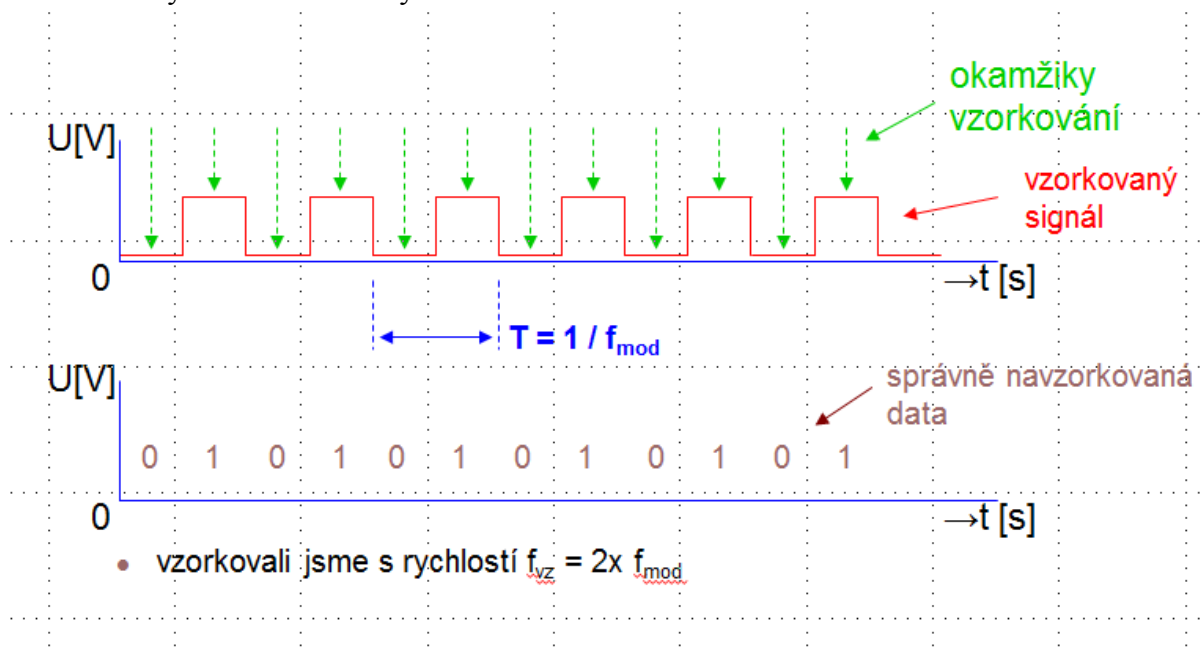 okamžiky
vzorkování
U[V]
vzorkovaný
signál
0
→t [s]
T = 1 / fmod
U[V]
správně navzorkovaná
data
0 1 0 1 0 1 0 1 0 1 0 1
0
→t [s]
• vzorkovali jsme s rychlostí fvz = 2x fmod